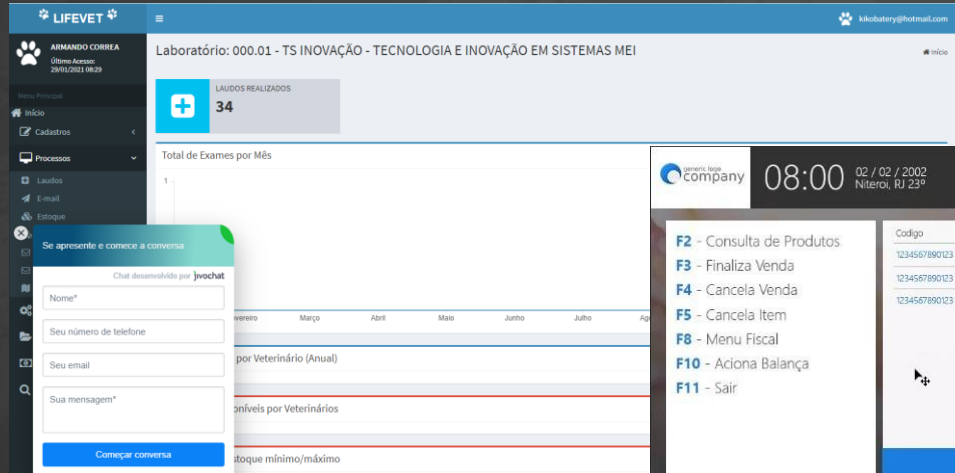 LIFEVET
kikobatery@hotmail.com
ARMANDO CORREA
Último Acesso:
29/01/2021 08:29
Laboratório: 000.01 - TS INOVAÇÃO - TECNOLOGIA E INOVAÇÃO EM SISTEMAS MEI
Início
Menu Principal
Início
Cadastros
Processos
Laudos
E-mail
Estoque
LAUDOS REALIZADOS
34
Total de Exames por Mês
1
Março
Abril
Maio
Junho
Julho
por Veterinário (Anual)
Veterinários
stoque mínimo/máximo
Se apresente e comece a conversa
Chat desenvolvido por jivochat
Nome*
Seu número de telefone
Seu email
Sua mensagem*
Começar conversa
generic logo
company
08:00
02 / 02 / 2002
Niteroi, RJ 23º
F2 - Consulta de Produtos
F3 - Finaliza Venda
F4 - Cancela Venda
F5 - Cancela Item
F8 - Menu Fiscal
F10 - Aciona Balança
F11 - Sair
Codigo
1234567890123
1234567890123
1234567890123